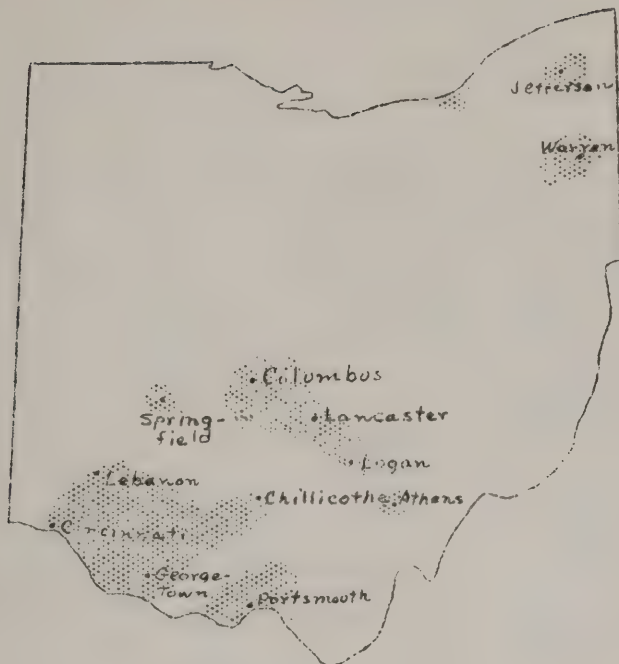 Jefferson
Warren
Columbus
Spring-
field
Lancaster
Logan
Lebanon
Chillicothe
Athens
Cincinnati
George-
Town
Portsmouth